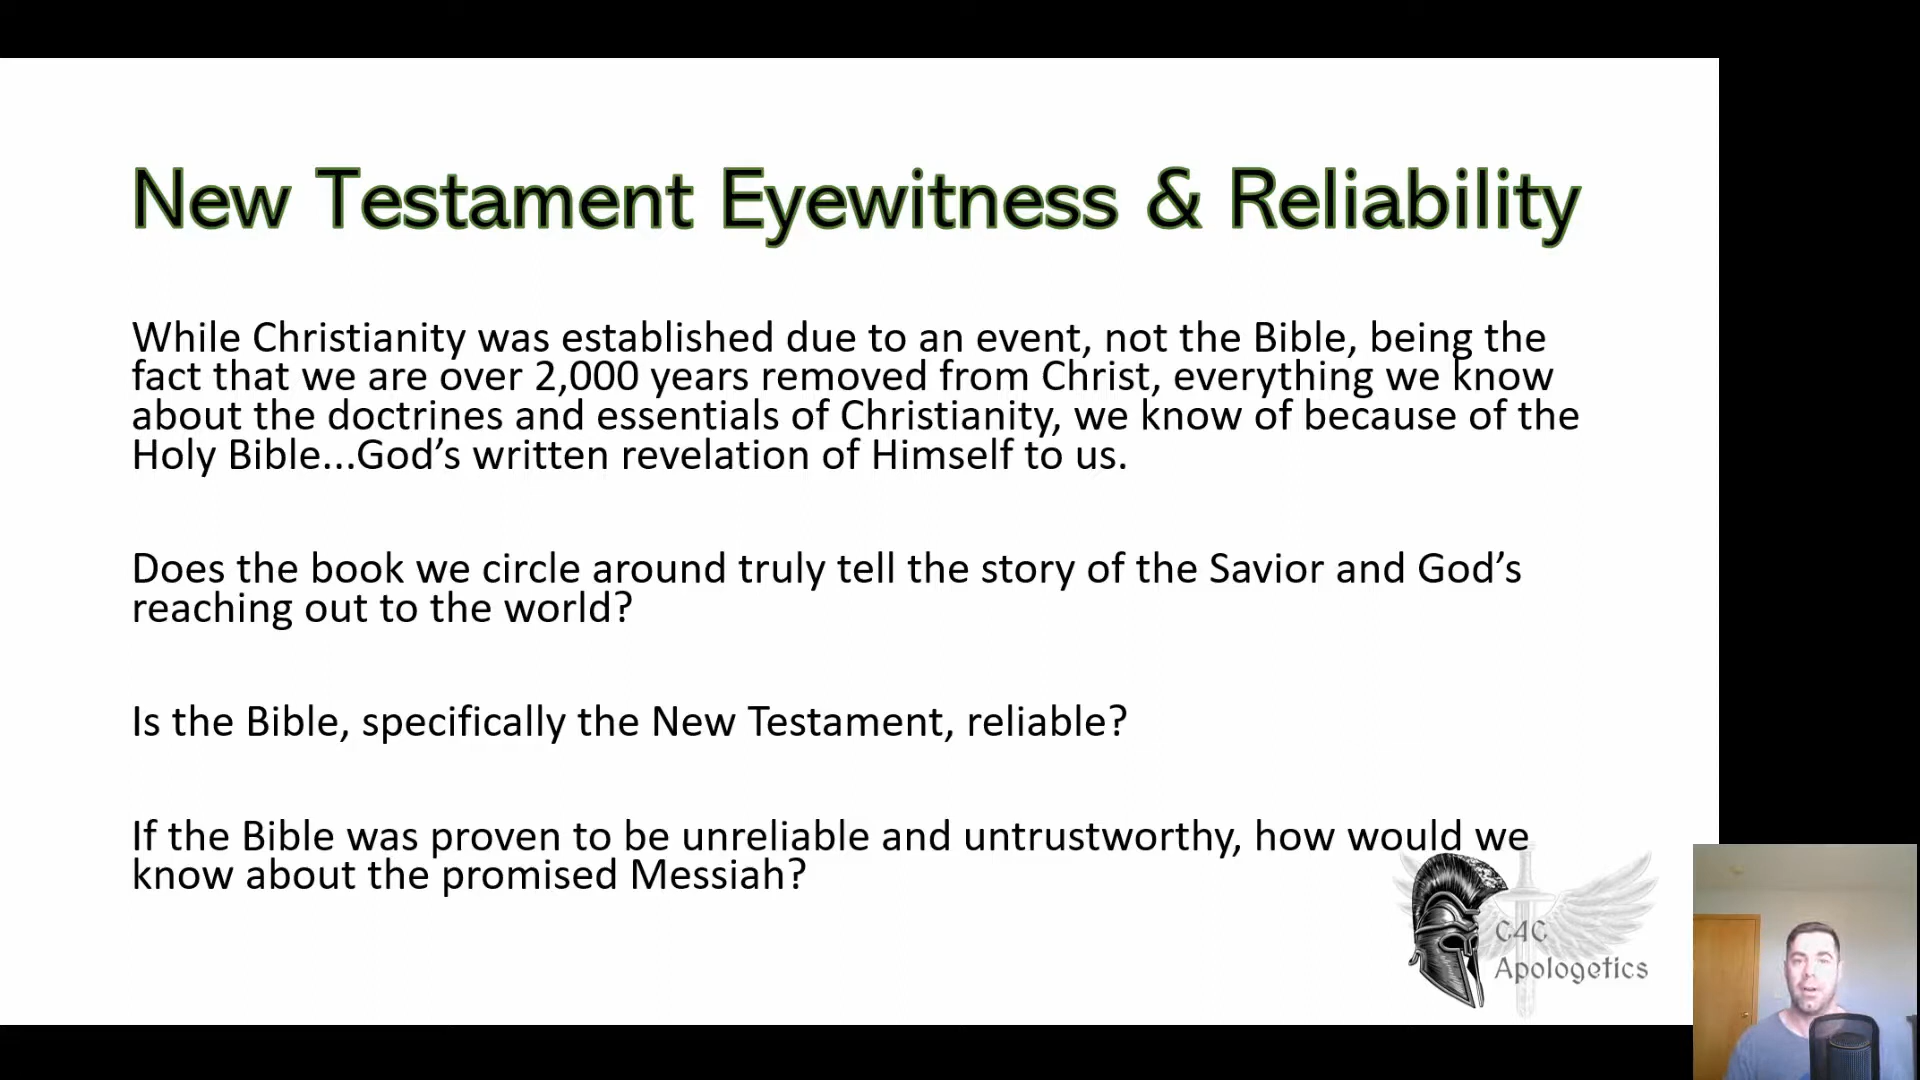 New Testament Eyewitness & Reliability
While Christianity was established due to an event, not the Bible, being the
fact that we are over 2,000 years removed from Christ, everything we know
about the doctrines and essentials of Christianity, we know of because of the
Holy Bible...God’s written revelation of Himself to us.
Does the book we circle around truly tell the story of the Savior and God’s
reaching out to the world?
Is the Bible, specifically the New Testament, reliable?
If the Bible was proven to be unreliable and untrustworthy, how would we
know about the promised Messiah?
C4C
Apologetics